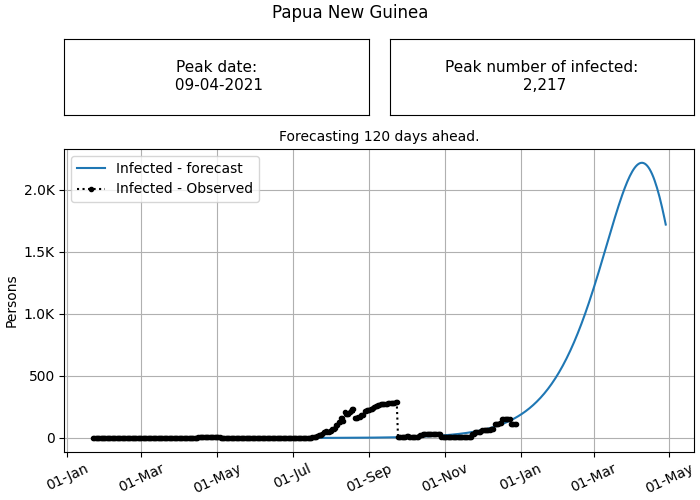 Papua New Guinea
Peak date:
09-04-2021
Peak number of infected:
2,217
Forecasting 120 days ahead.
Infected - forecast
Infected - Observed
Persons
2.0K
1.5K
1.0K
500
0
01-Jan
01-Mar
01-May
01-Jul
01-Sep
01-Nov
01-Jan
01-Mar
01-May